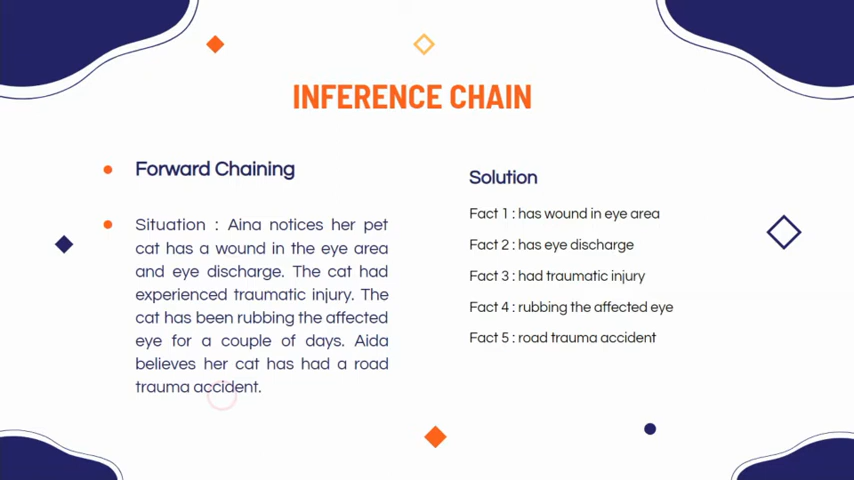 INFERENCE CHAIN
Forward Chaining
Situation : Aina notices her pet
cat has a wound in the eye area
and eye discharge. The cat had
experienced traumatic injury. The
cat has been rubbing the affected
eye for a couple of days. Aida
believes her cat has had a road
trauma accident.
Solution
Fact 1 : has wound in eye area
Fact 2 : has eye discharge
Fact 3 : had traumatic injury
Fact 4 : rubbing the affected eye
Fact 5 : road trauma accident